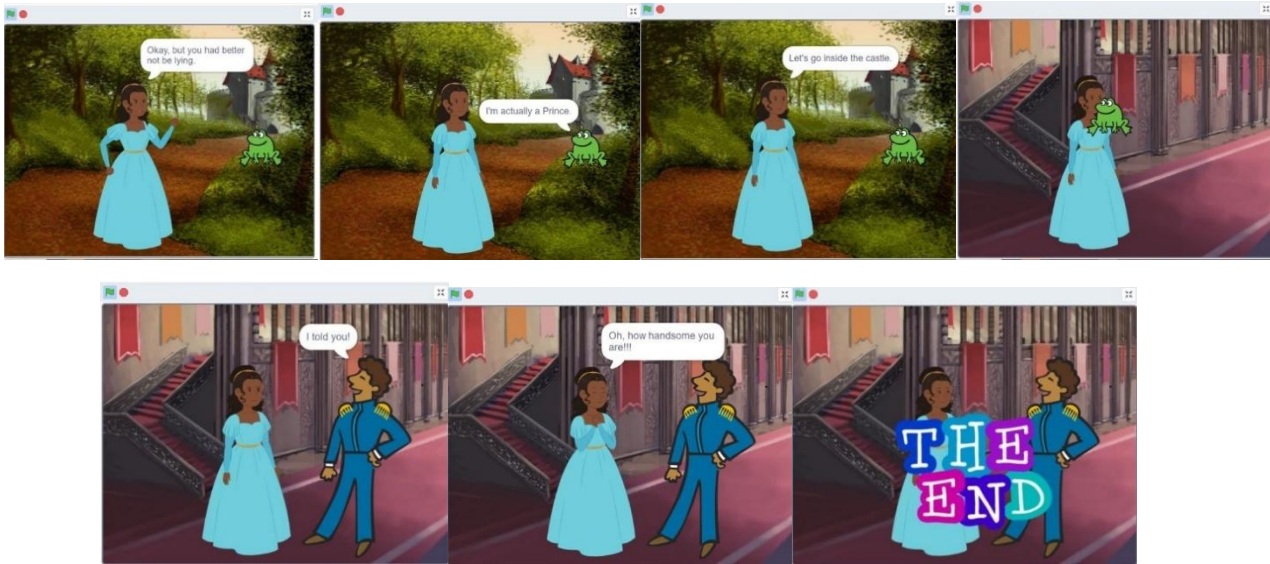 Okay, but you had better
not be lying.
I'm actually a Prince.
Let's go inside the castle.
I told you!
Oh, how handsome you
are!!!
THE
END